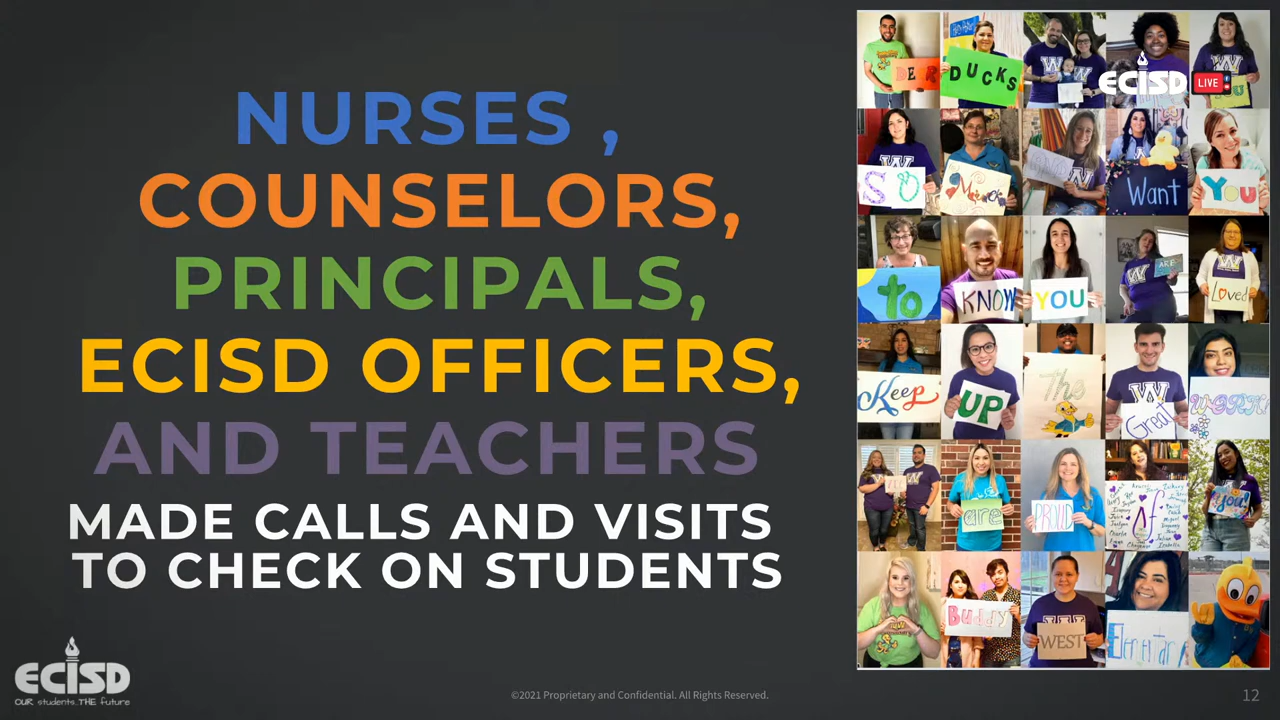 NURSES ,
COUNSELORS,
PRINCIPALS,
ECISD OFFICERS,
AND TEACHERS
MADE CALLS AND VISITS
TO CHECK ON STUDENTS
DUCKS
ECISD LIVE
SO
Want
You
to
KNOW
YOU
ARE
Loved
Keep
UP
The
Great
WORK
are
PROUD
of
you
Buddy
WEST
Elementary
ECISD
OUR students...THE future
©2021 Proprietary and Confidential. All Rights Reserved.
12